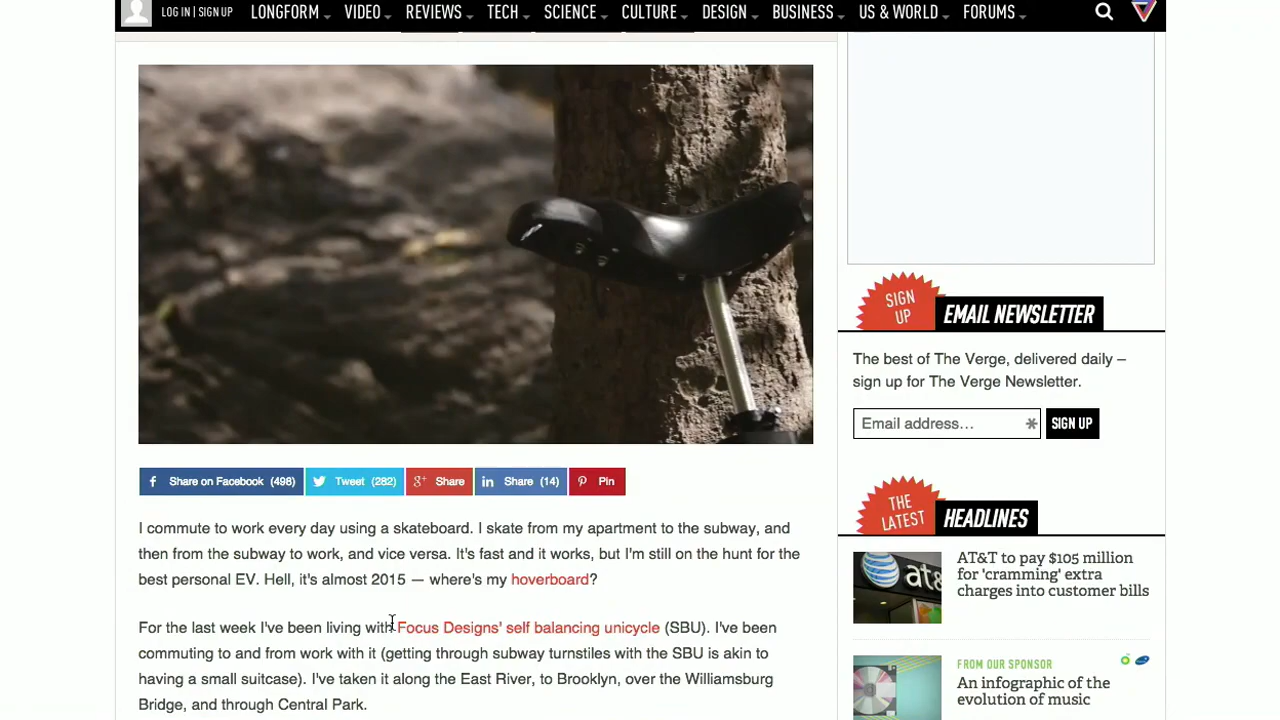 LOG IN | SIGN UP LONGFORM VIDEO REVIEWS TECH SCIENCE CULTURE DESIGN BUSINESS US & WORLD FORUMS
f Share on Facebook (498) Tweet (282) g+ Share in Share (14) Pin
I commute to work every day using a skateboard. I skate from my apartment to the subway, and
then from the subway to work, and vice versa. It's fast and it works, but I'm still on the hunt for the
best personal EV. Hell, it's almost 2015 — where's my hoverboard?
For the last week I've been living with Focus Designs' self balancing unicycle (SBU). I've been
commuting to and from work with it (getting through subway turnstiles with the SBU is akin to
having a small suitcase). I've taken it along the East River, to Brooklyn, over the Williamsburg
Bridge, and through Central Park.
SIGN
UP
EMAIL NEWSLETTER
The best of The Verge, delivered daily –
sign up for The Verge Newsletter.
Email address... SIGN UP
THE
LATEST
HEADLINES
at&t
AT&T to pay $105 million
for 'cramming' extra
charges into customer bills
FROM OUR SPONSOR
An infographic of the
evolution of music